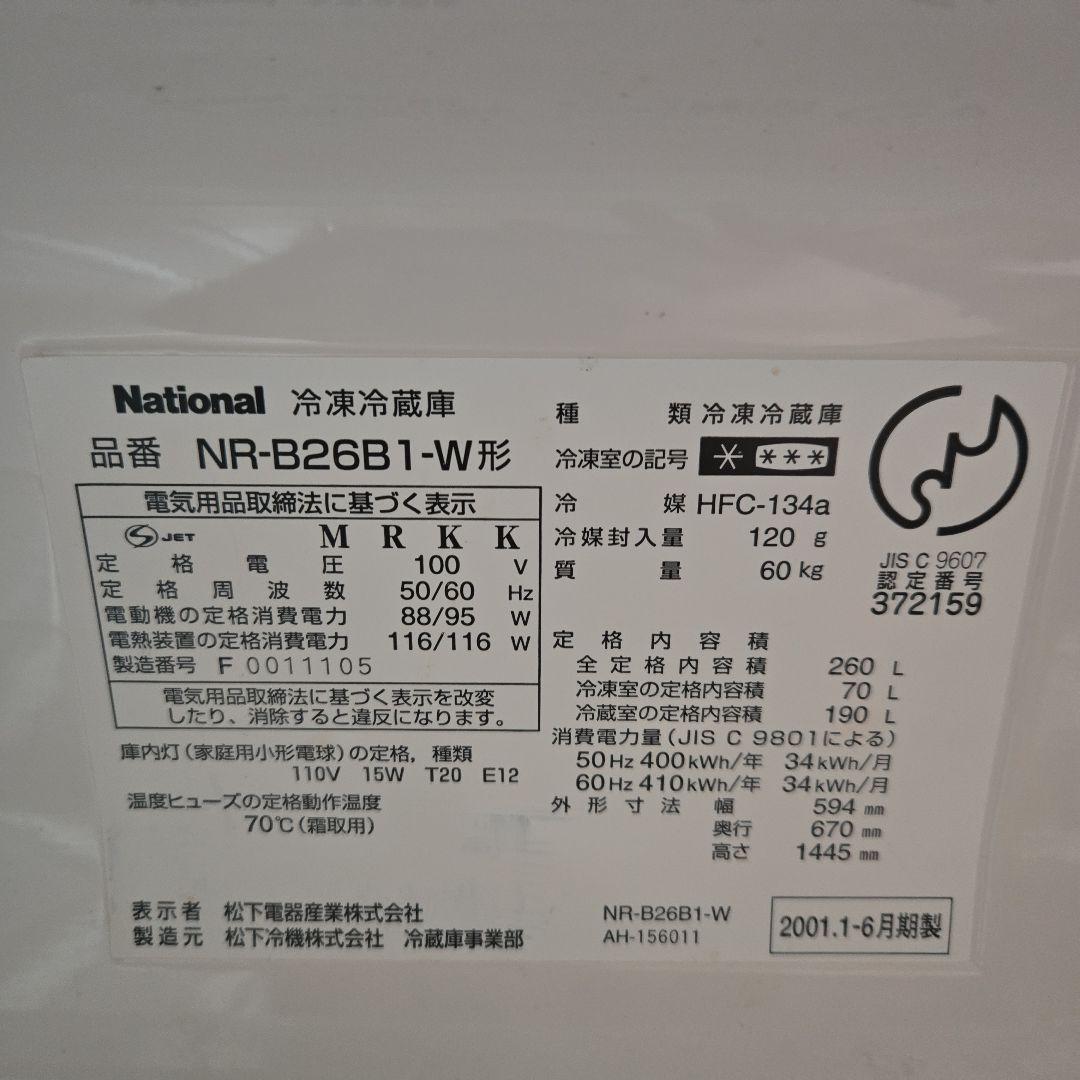 National 冷凍冷蔵庫
品番 NR-B26B1-W形
電気用品取締法に基づく表示
S JET M R K K
定格電圧 100 V
定格周波数 50/60 Hz
電動機の定格消費電力 88/95 W
電熱装置の定格消費電力 116/116 W
製造番号 F 0011105
電気用品取締法に基づく表示を改変
したり、消除すると違反になります。
庫内灯(家庭用小形電球)の定格,種類
110V 15W T20 E12
温度ヒューズの定格動作温度
70℃(霜取用)
表示者 松下電器産業株式会社
製造元 松下冷機株式会社 冷蔵庫事業部
種類 冷凍冷蔵庫
冷凍室の記号 * ***
冷媒 HFC-134a
冷媒封入量 120 g
質量 60 kg
JIS C 9607
認定番号
372159
定格内容積
全定格内容積 260 L
冷凍室の定格内容積 70 L
冷蔵室の定格内容積 190 L
消費電力量(JIS C 9801による)
50Hz 400kWh/年 34kWh/月
60Hz 410kWh/年 34kWh/月
外形寸法 幅 594 mm
奥行 670 mm
高さ 1445 mm
NR-B26B1-W
AH-156011
2001.1-6月期製